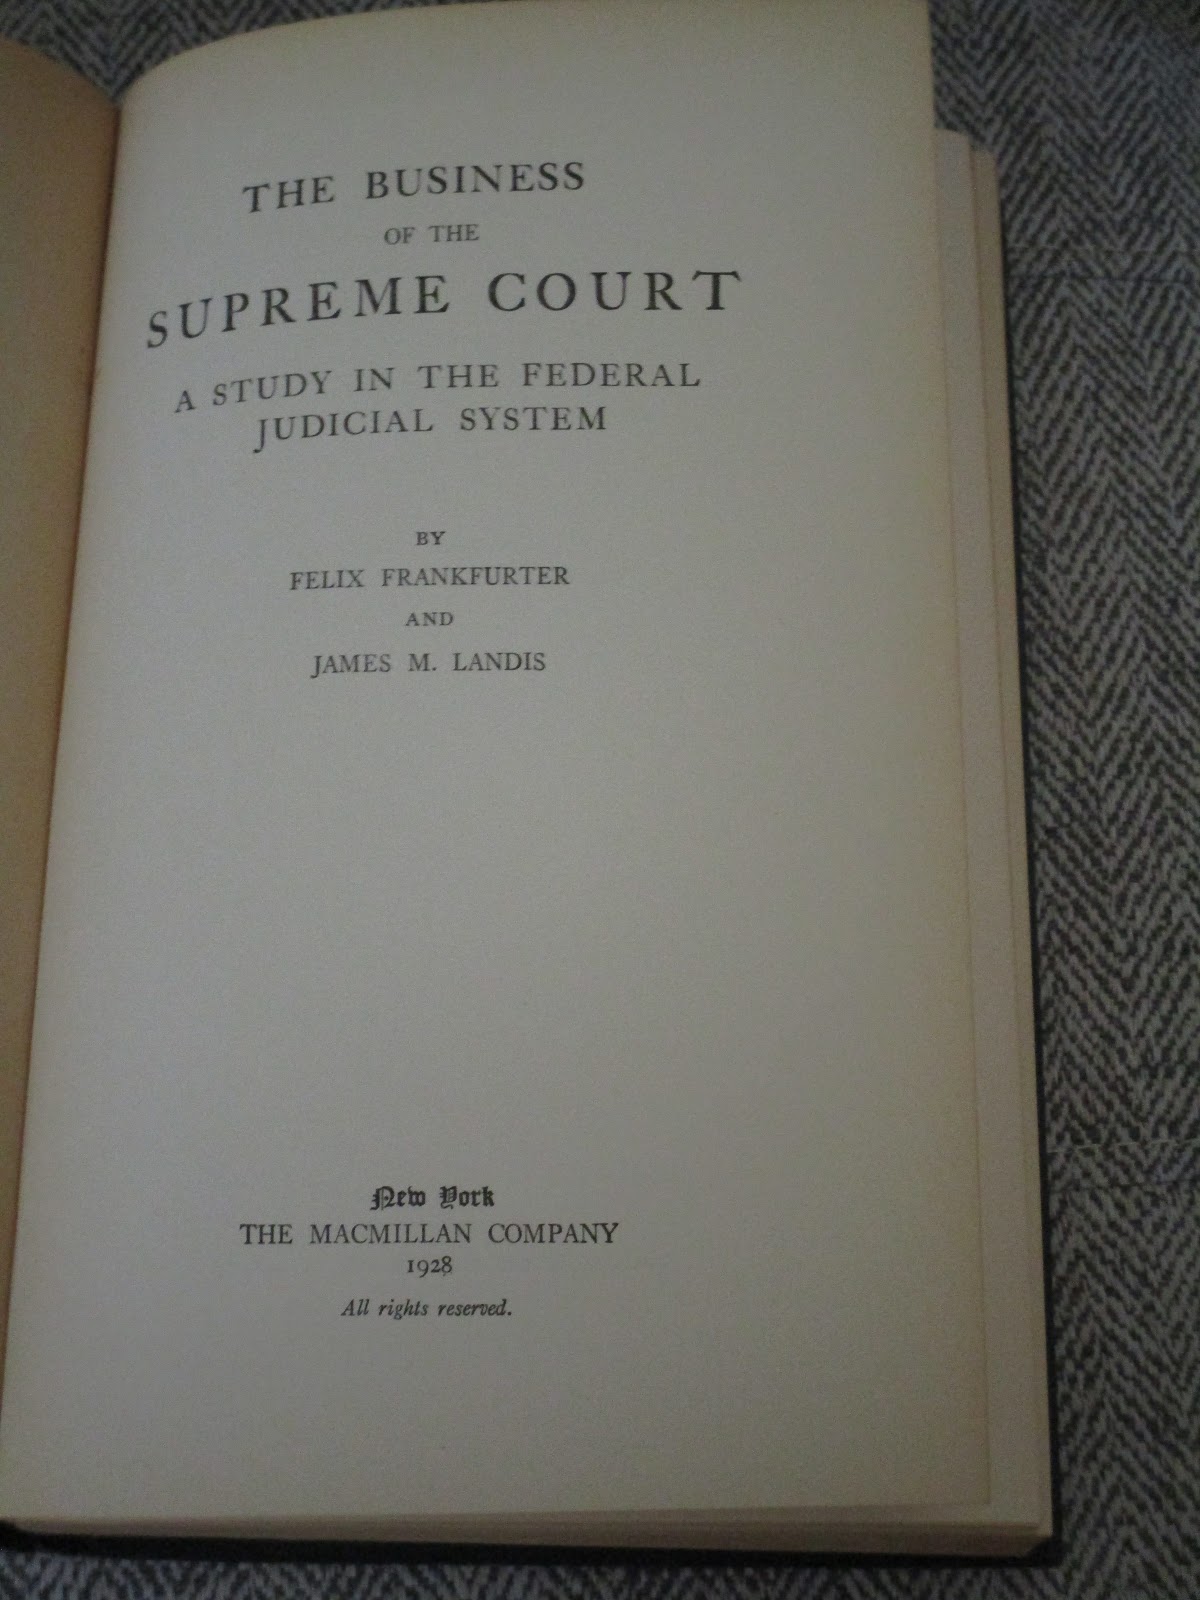 THE BUSINESS
OF THE
SUPREME COURT
A STUDY IN THE FEDERAL
JUDICIAL SYSTEM
BY
FELIX FRANKFURTER
AND
JAMES M. LANDIS
New York
THE MACMILLAN COMPANY
1928
All rights reserved.